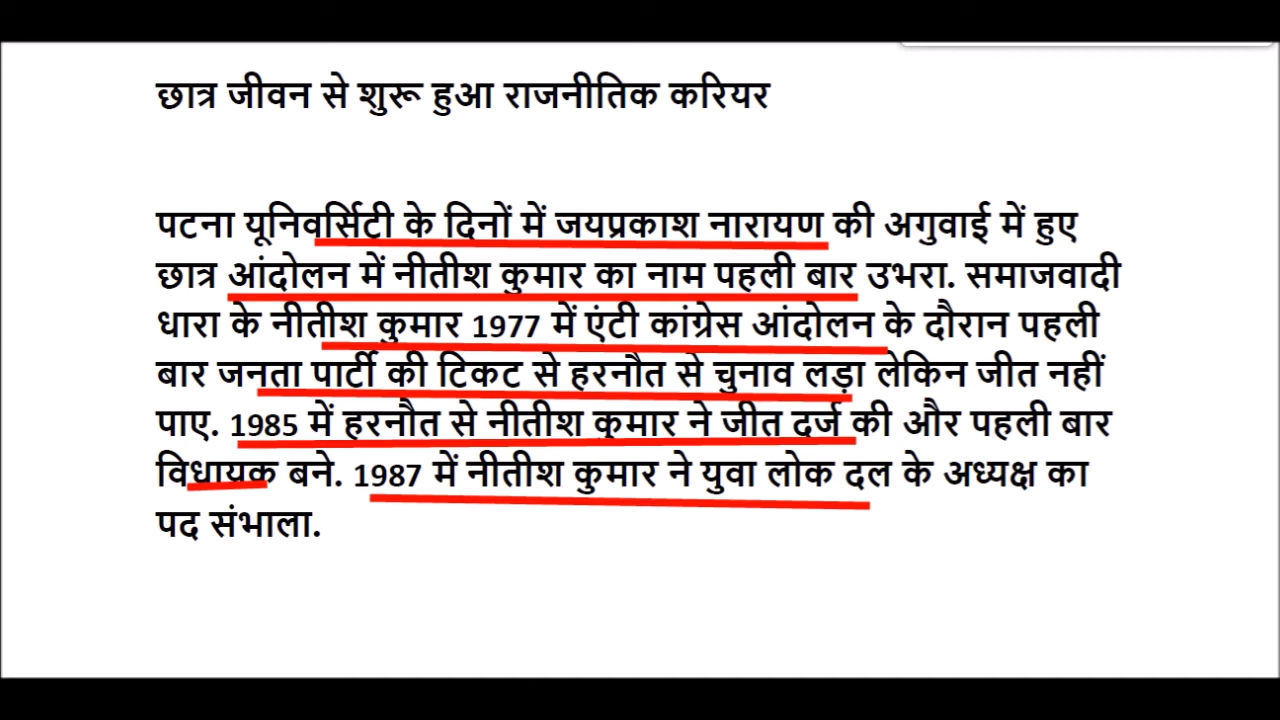 छात्र जीवन से शुरू हुआ राजनीतिक करियर
पटना यूनिवर्सिटी के दिनों में जयप्रकाश नारायण की अगुवाई में हुए
छात्र आंदोलन में नीतीश कुमार का नाम पहली बार उभरा. समाजवादी
धारा के नीतीश कुमार 1977 में एंटी कांग्रेस आंदोलन के दौरान पहली
बार जनता पार्टी की टिकट से हरनौत से चुनाव लड़ा लेकिन जीत नहीं
पाए. 1985 में हरनौत से नीतीश कुमार ने जीत दर्ज की और पहली बार
विधायक बने. 1987 में नीतीश कुमार ने युवा लोक दल के अध्यक्ष का
पद संभाला.